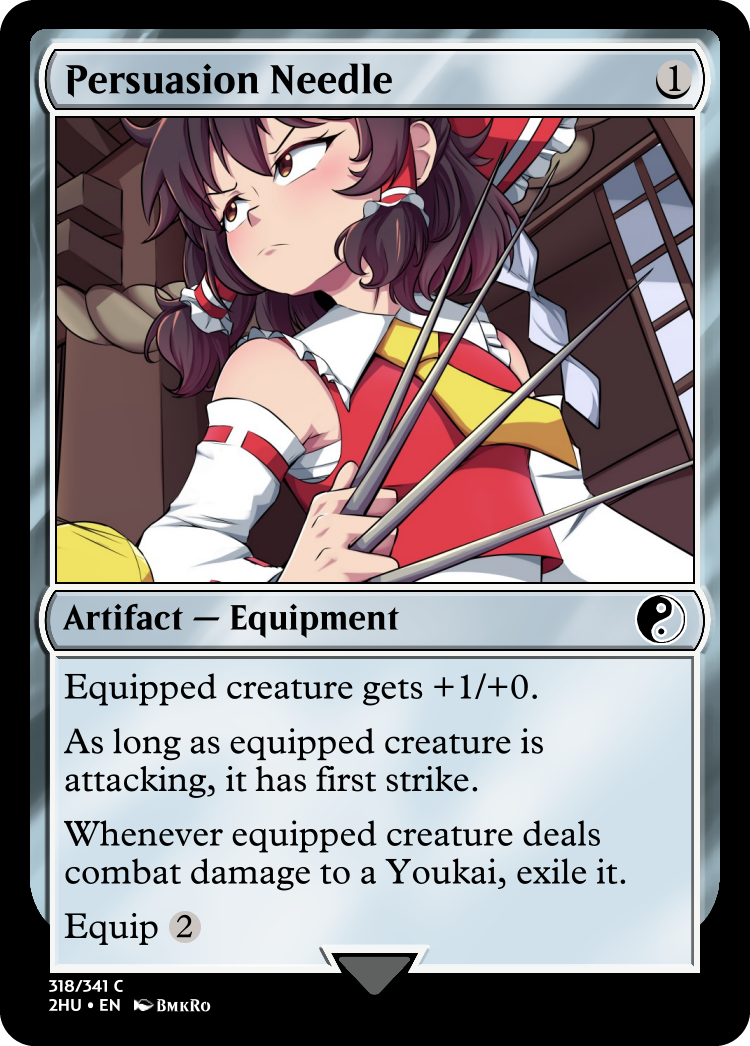 Persuasion Needle 1
Artifact — Equipment
Equipped creature gets +1/+0.
As long as equipped creature is
attacking, it has first strike.
Whenever equipped creature deals
combat damage to a Youkai, exile it.
Equip 2
318/341 C
2HU • EN BmkRo